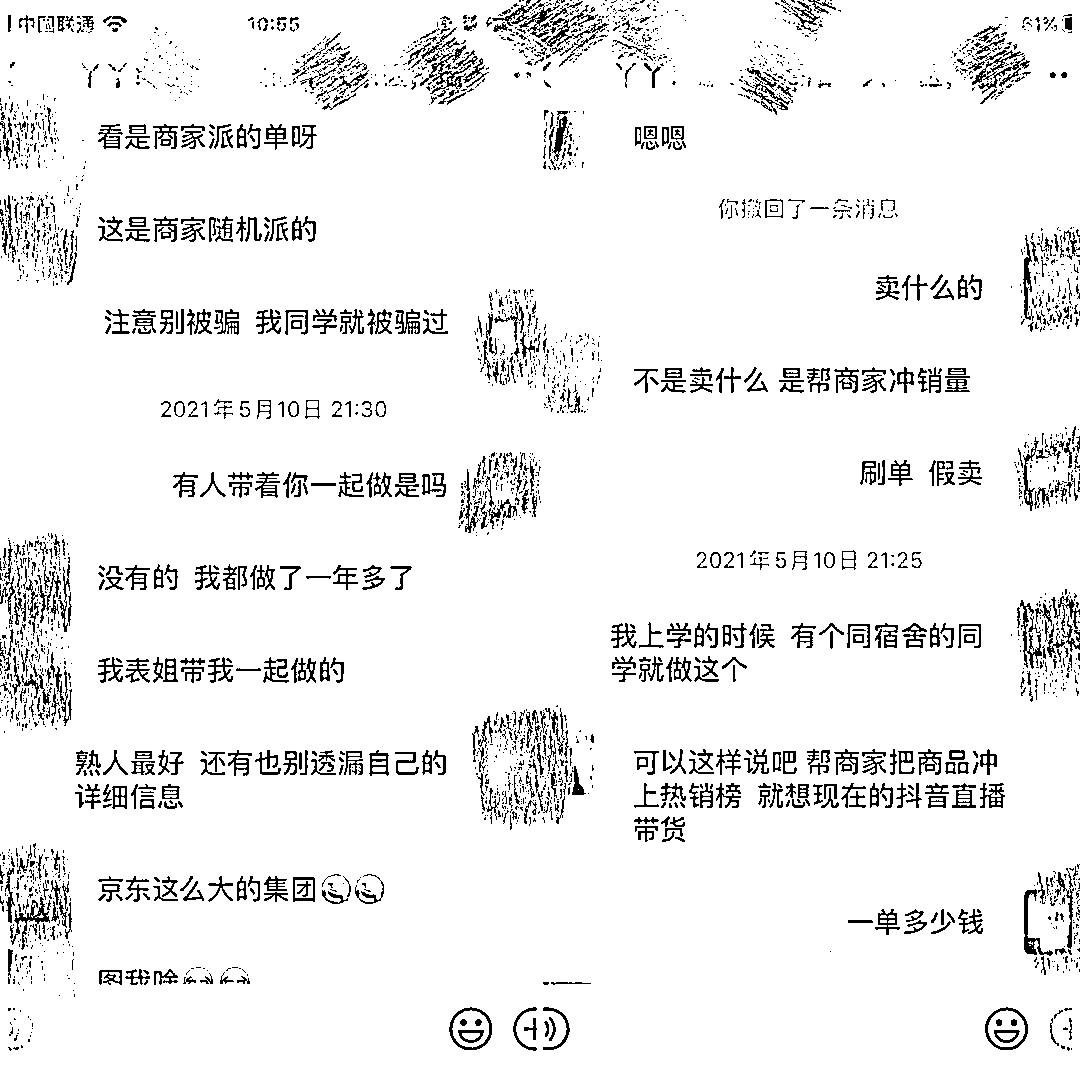 中国联通
10:55
61%
看是商家派的单呀
这是商家随机派的
注意别被骗 我同学就被骗过
2021年5月10日 21:30
有人带着你一起做是吗
没有的 我都做了一年多了
我表姐带我一起做的
熟人最好 还有也别透漏自己的
详细信息
京东这么大的集团
图我啥
嗯嗯
你撤回了一条消息
卖什么的
不是卖什么 是帮商家冲销量
刷单 假卖
2021年5月10日 21:25
我上学的时候 有个同宿舍的同
学就做这个
可以这样说吧 帮商家把商品冲
上热销榜 就想现在的抖音直播
带货
一单多少钱